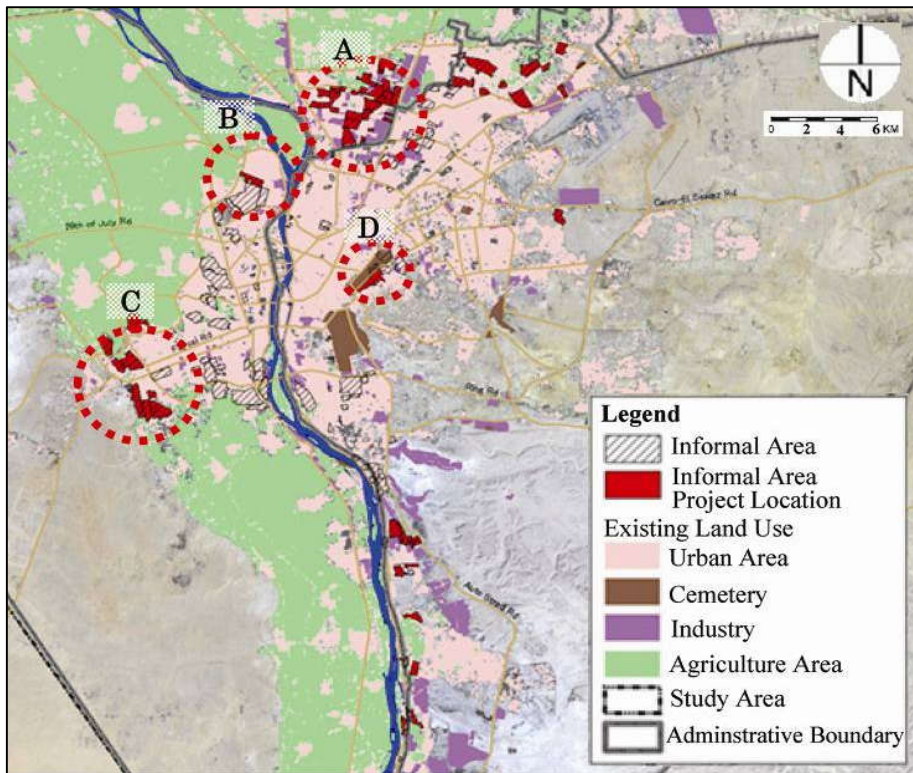 A
B
N
0 2 4 6 KM
26th of July Rd
Cairo-El Suwez Rd
D
C
Ring Rd
Auto Strad Rd
Legend
Informal Area
Informal Area
Project Location
Existing Land Use
Urban Area
Cemetery
Industry
Agriculture Area
Study Area
Adminstrative Boundary